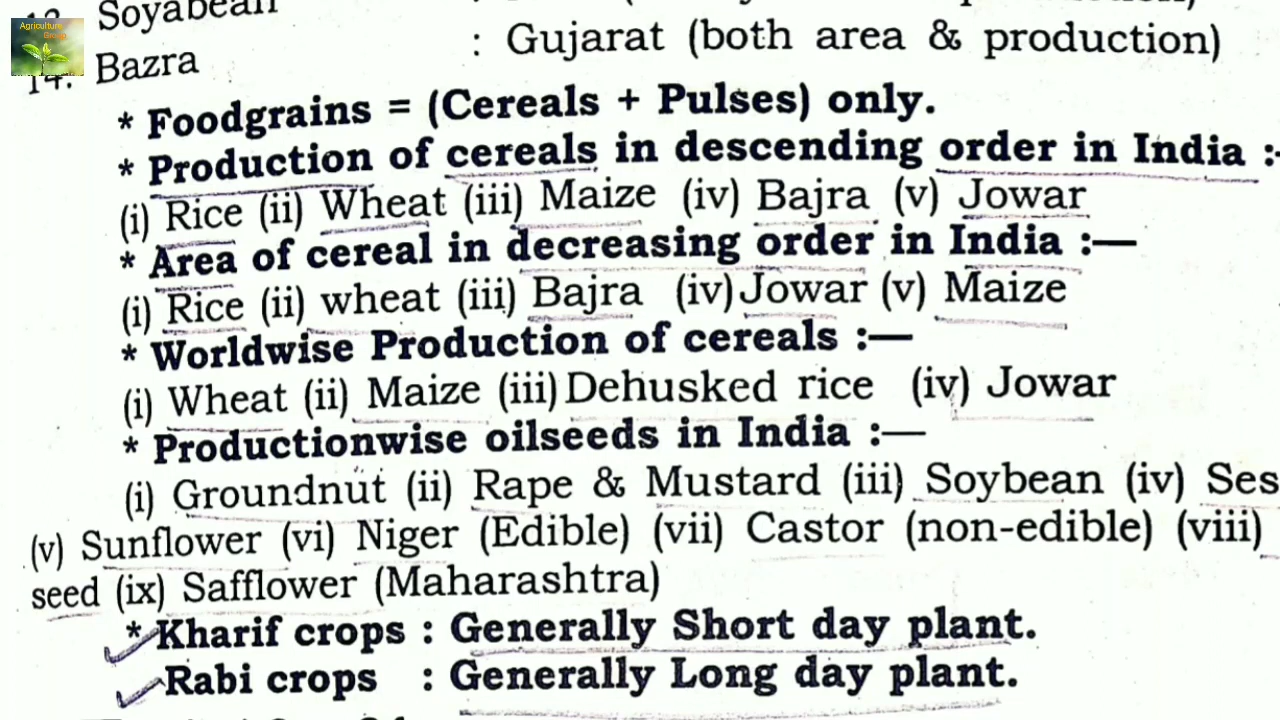 Agriculture
Soyabean
14. Bazra : Gujarat (both area & production)
* Foodgrains = (Cereals + Pulses) only.
* Production of cereals in descending order in India :-
(i) Rice (ii) Wheat (iii) Maize (iv) Bajra (v) Jowar
* Area of cereal in decreasing order in India :—
(i) Rice (ii) wheat (iii) Bajra (iv) Jowar (v) Maize
* Worldwise Production of cereals :—
(i) Wheat (ii) Maize (iii) Dehusked rice (iv) Jowar
* Productionwise oilseeds in India :—
(i) Groundnut (ii) Rape & Mustard (iii) Soybean (iv) Ses
(v) Sunflower (vi) Niger (Edible) (vii) Castor (non-edible) (viii)
seed (ix) Safflower (Maharashtra)
* Kharif crops : Generally Short day plant.
Rabi crops : Generally Long day plant.